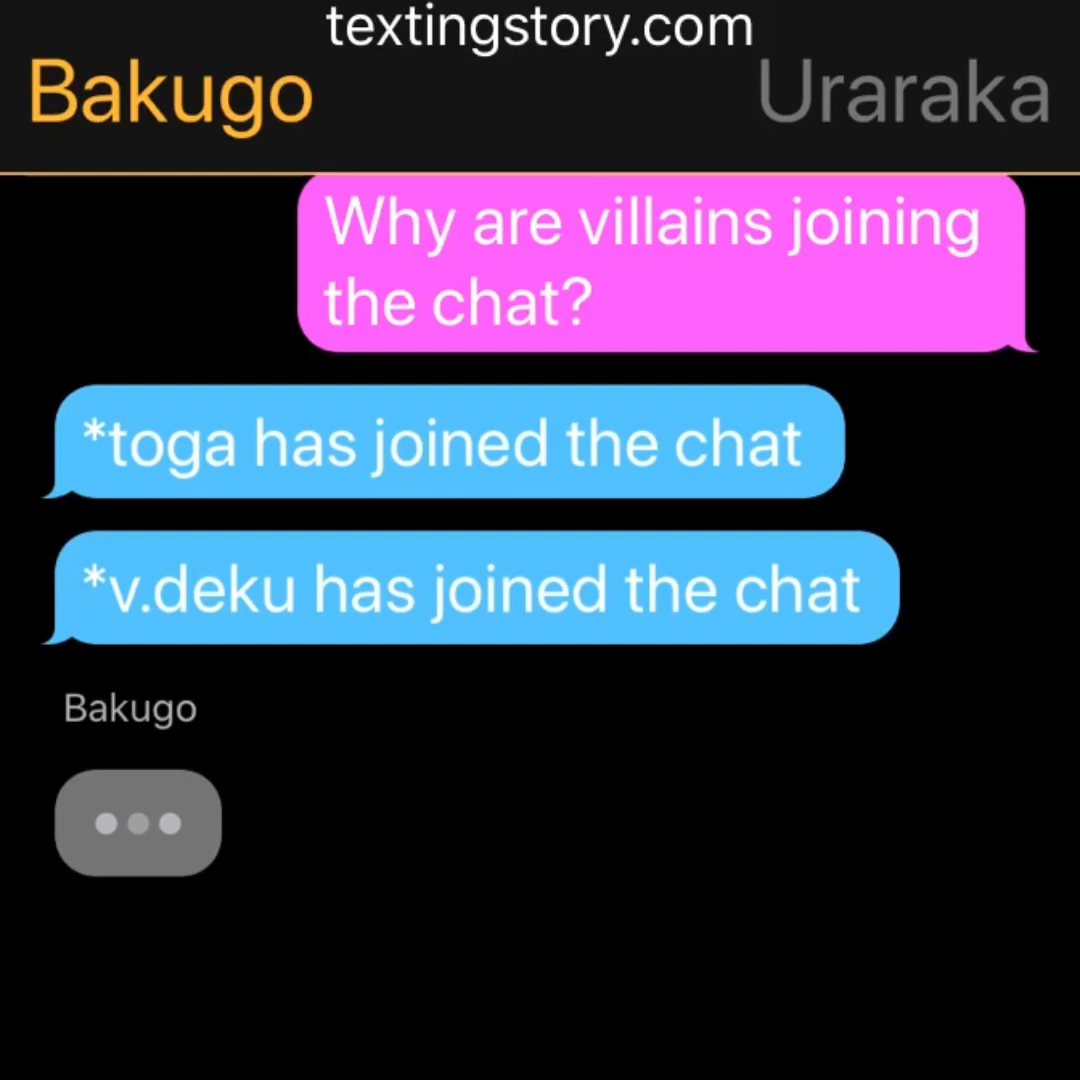 textingstory.com
Bakugo
Uraraka
Why are villains joining
the chat?
*toga has joined the chat
*v.deku has joined the chat
Bakugo